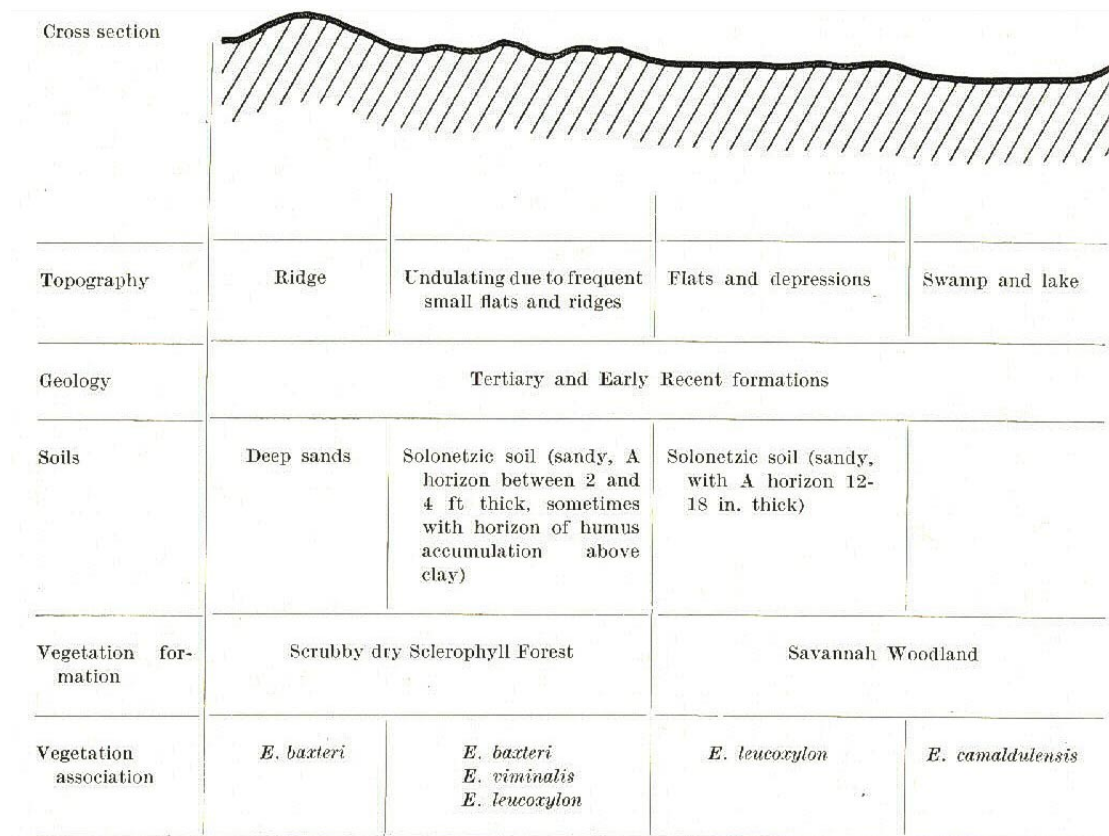 Cross section
Topography
Ridge
Undulating due to frequent
small flats and ridges
Flats and depressions
Swamp and lake
Geology
Tertiary and Early Recent formations
Soils
Deep sands
Solonetzic soil (sandy, A
horizon between 2 and
4 ft thick, sometimes
with horizon of humus
accumulation above
clay)
Solonetzic soil (sandy,
with A horizon 12-
18 in. thick)
Vegetation for-
mation
Scrubby dry Sclerophyll Forest
Savannah Woodland
Vegetation
association
E. baxteri
E. baxteri
E. viminalis
E. leucoxylon
E. leucoxylon
E. camaldulensis